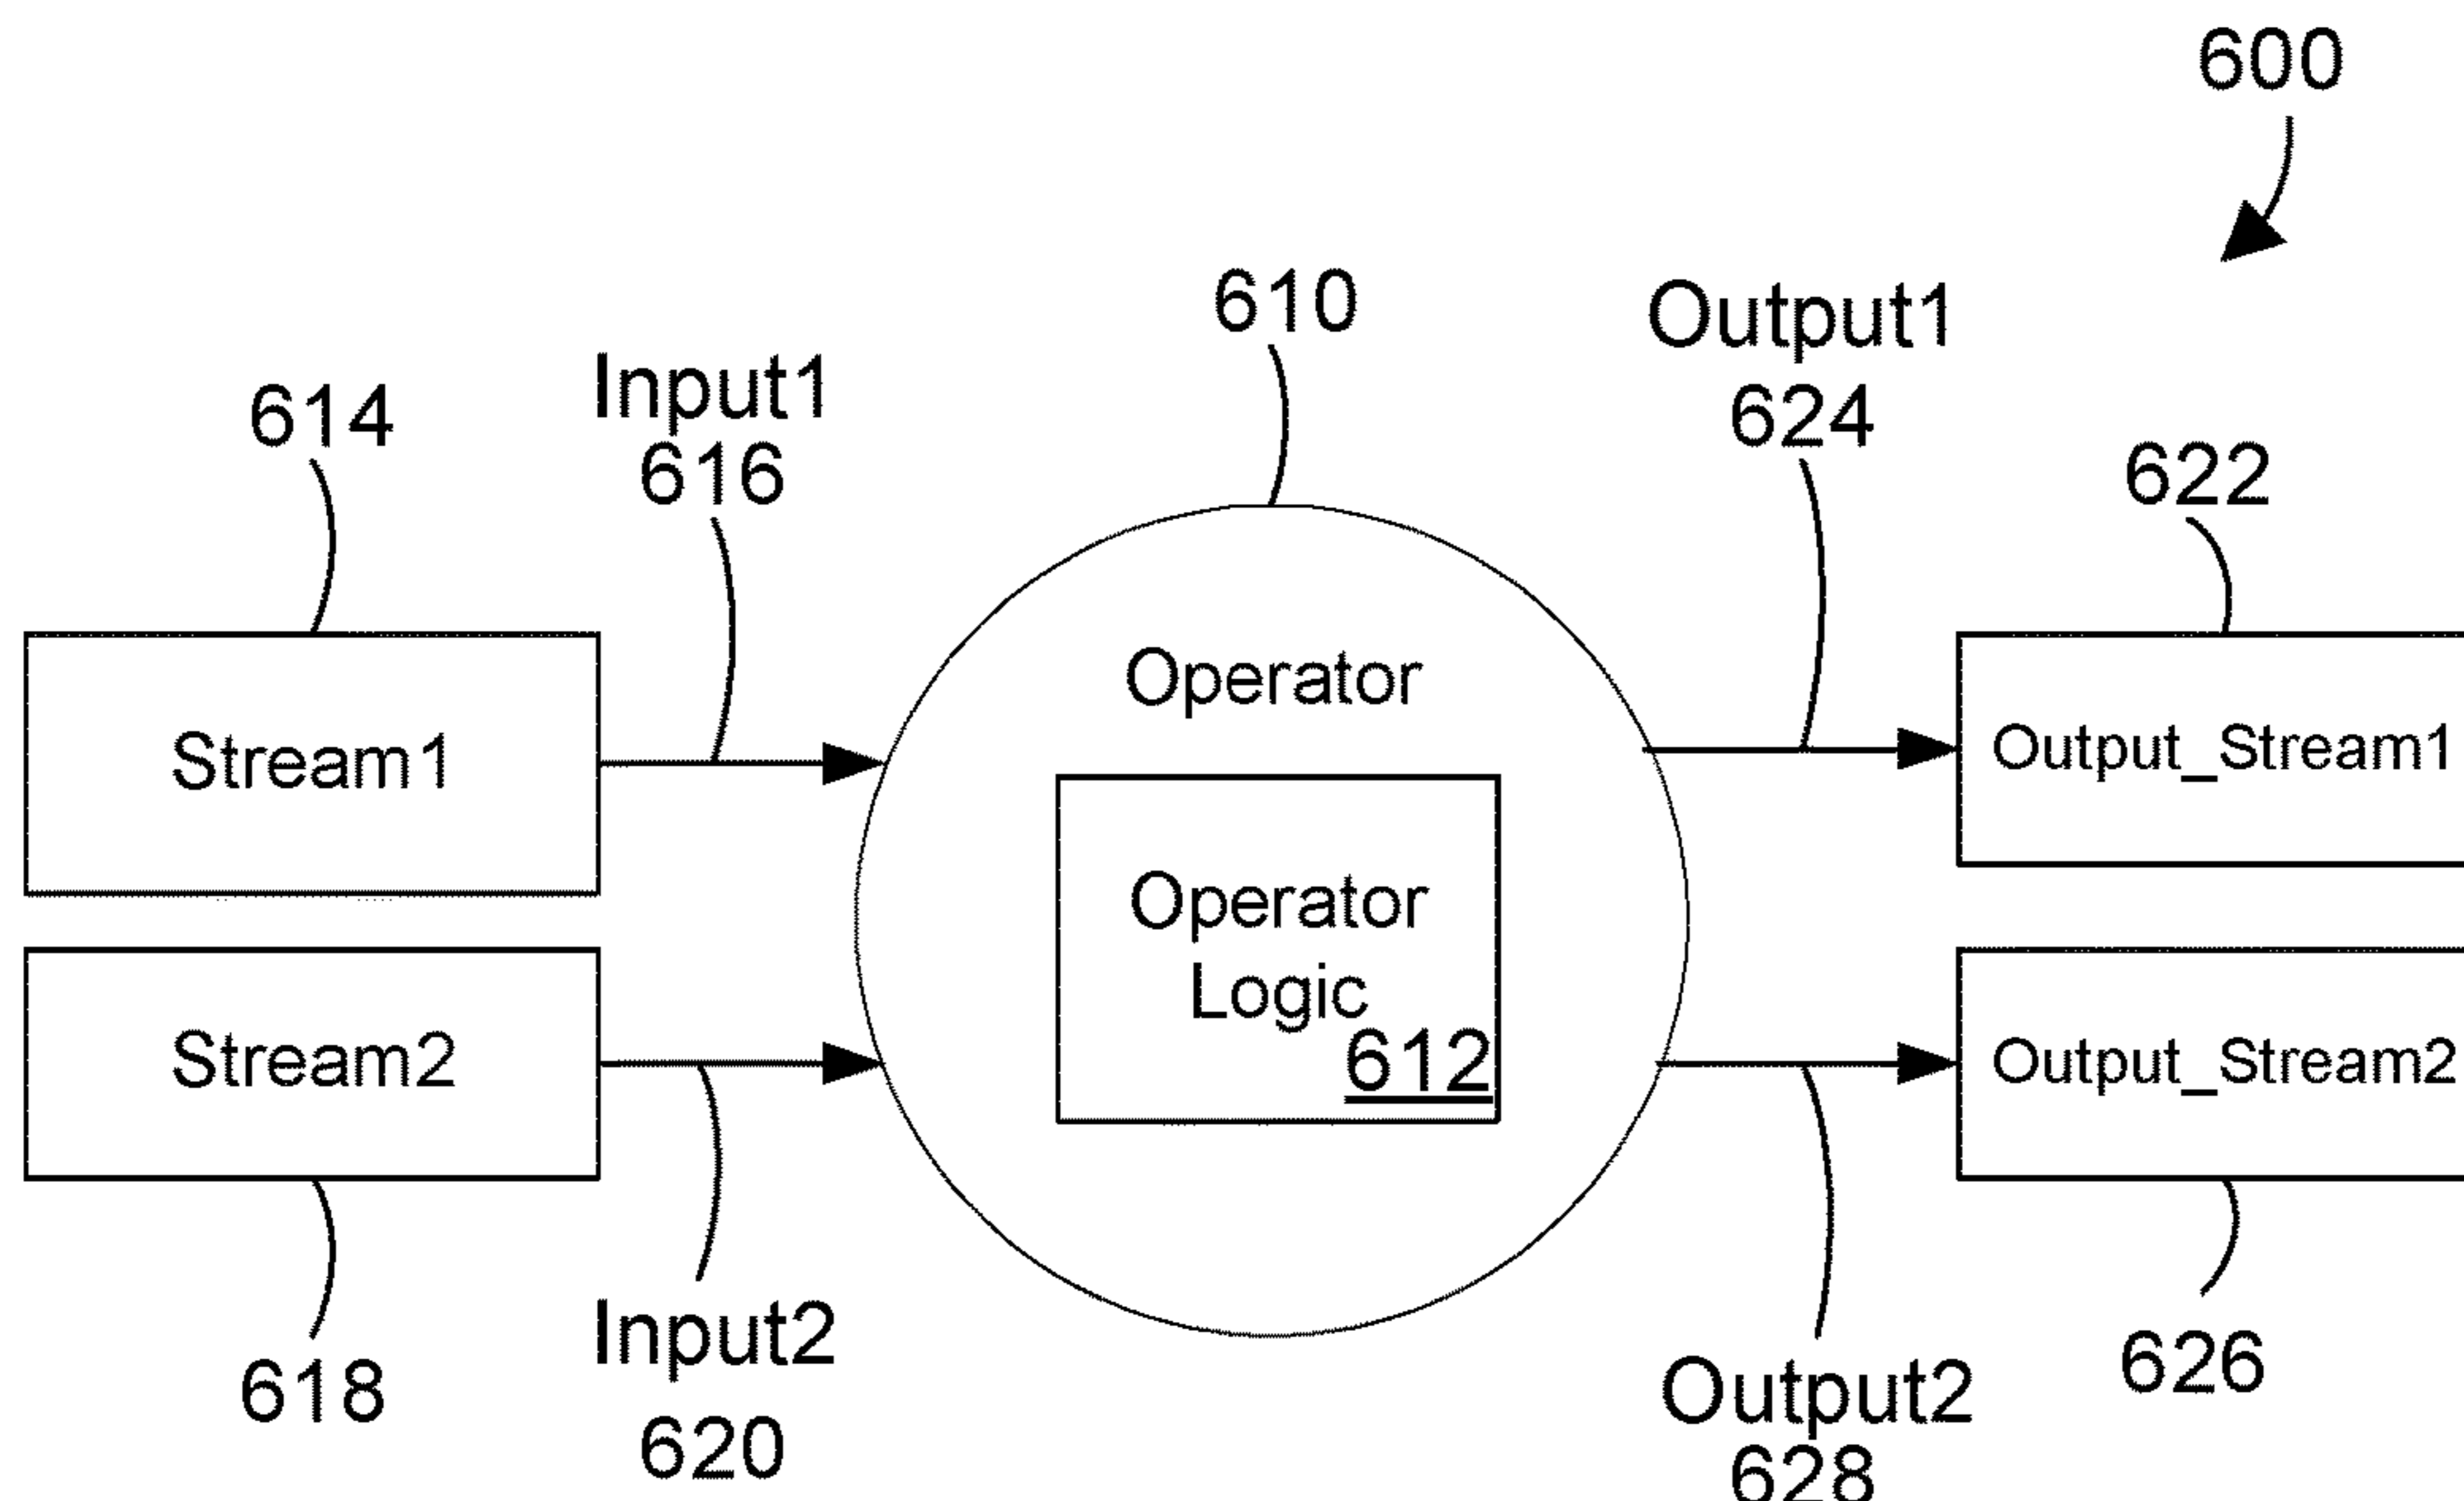 600
610
Output1
624
Input1
616
614
622
Operator
Stream1
Output_Stream1
Operator
Logic
612
Stream2
Output_Stream2
618
Input2
620
626
Output2
628